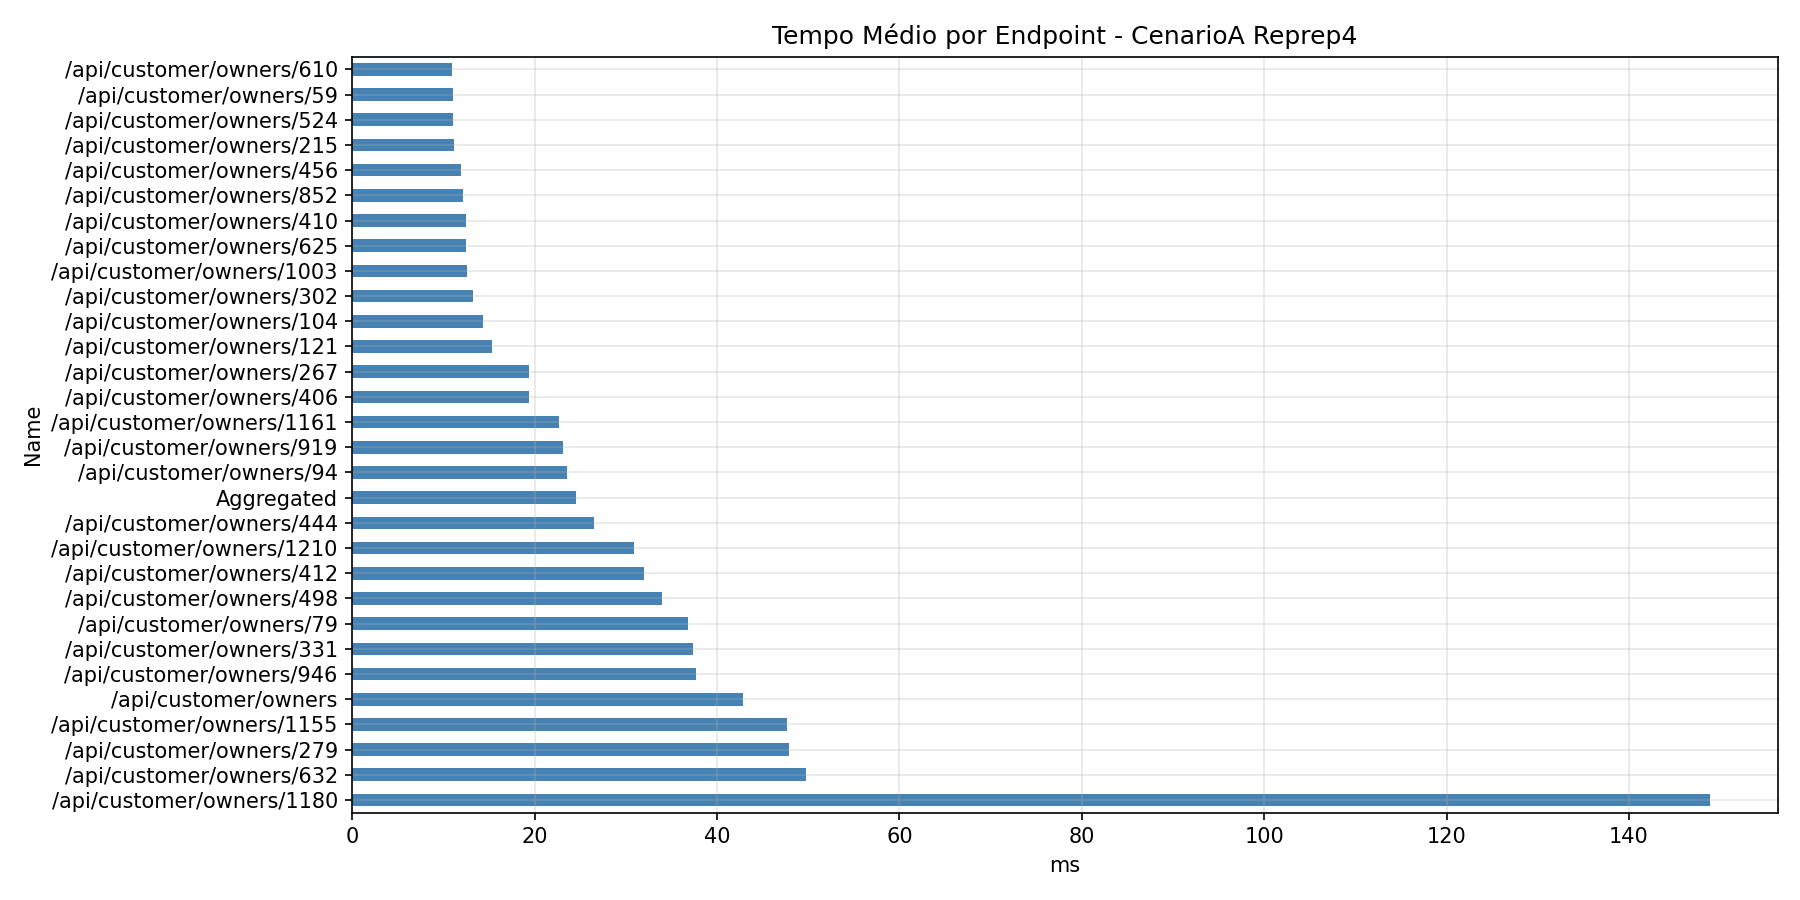 Tempo Médio por Endpoint - CenarioA Reprep4
/api/customer/owners/610
/api/customer/owners/59
/api/customer/owners/524
/api/customer/owners/215
/api/customer/owners/456
/api/customer/owners/852
/api/customer/owners/410
/api/customer/owners/625
/api/customer/owners/1003
/api/customer/owners/302
/api/customer/owners/104
/api/customer/owners/121
/api/customer/owners/267
/api/customer/owners/406
/api/customer/owners/1161
/api/customer/owners/919
/api/customer/owners/94
Aggregated
/api/customer/owners/444
/api/customer/owners/1210
/api/customer/owners/412
/api/customer/owners/498
/api/customer/owners/79
/api/customer/owners/331
/api/customer/owners/946
/api/customer/owners
/api/customer/owners/1155
/api/customer/owners/279
/api/customer/owners/632
/api/customer/owners/1180
Name
0 20 40 60 80 100 120 140
ms